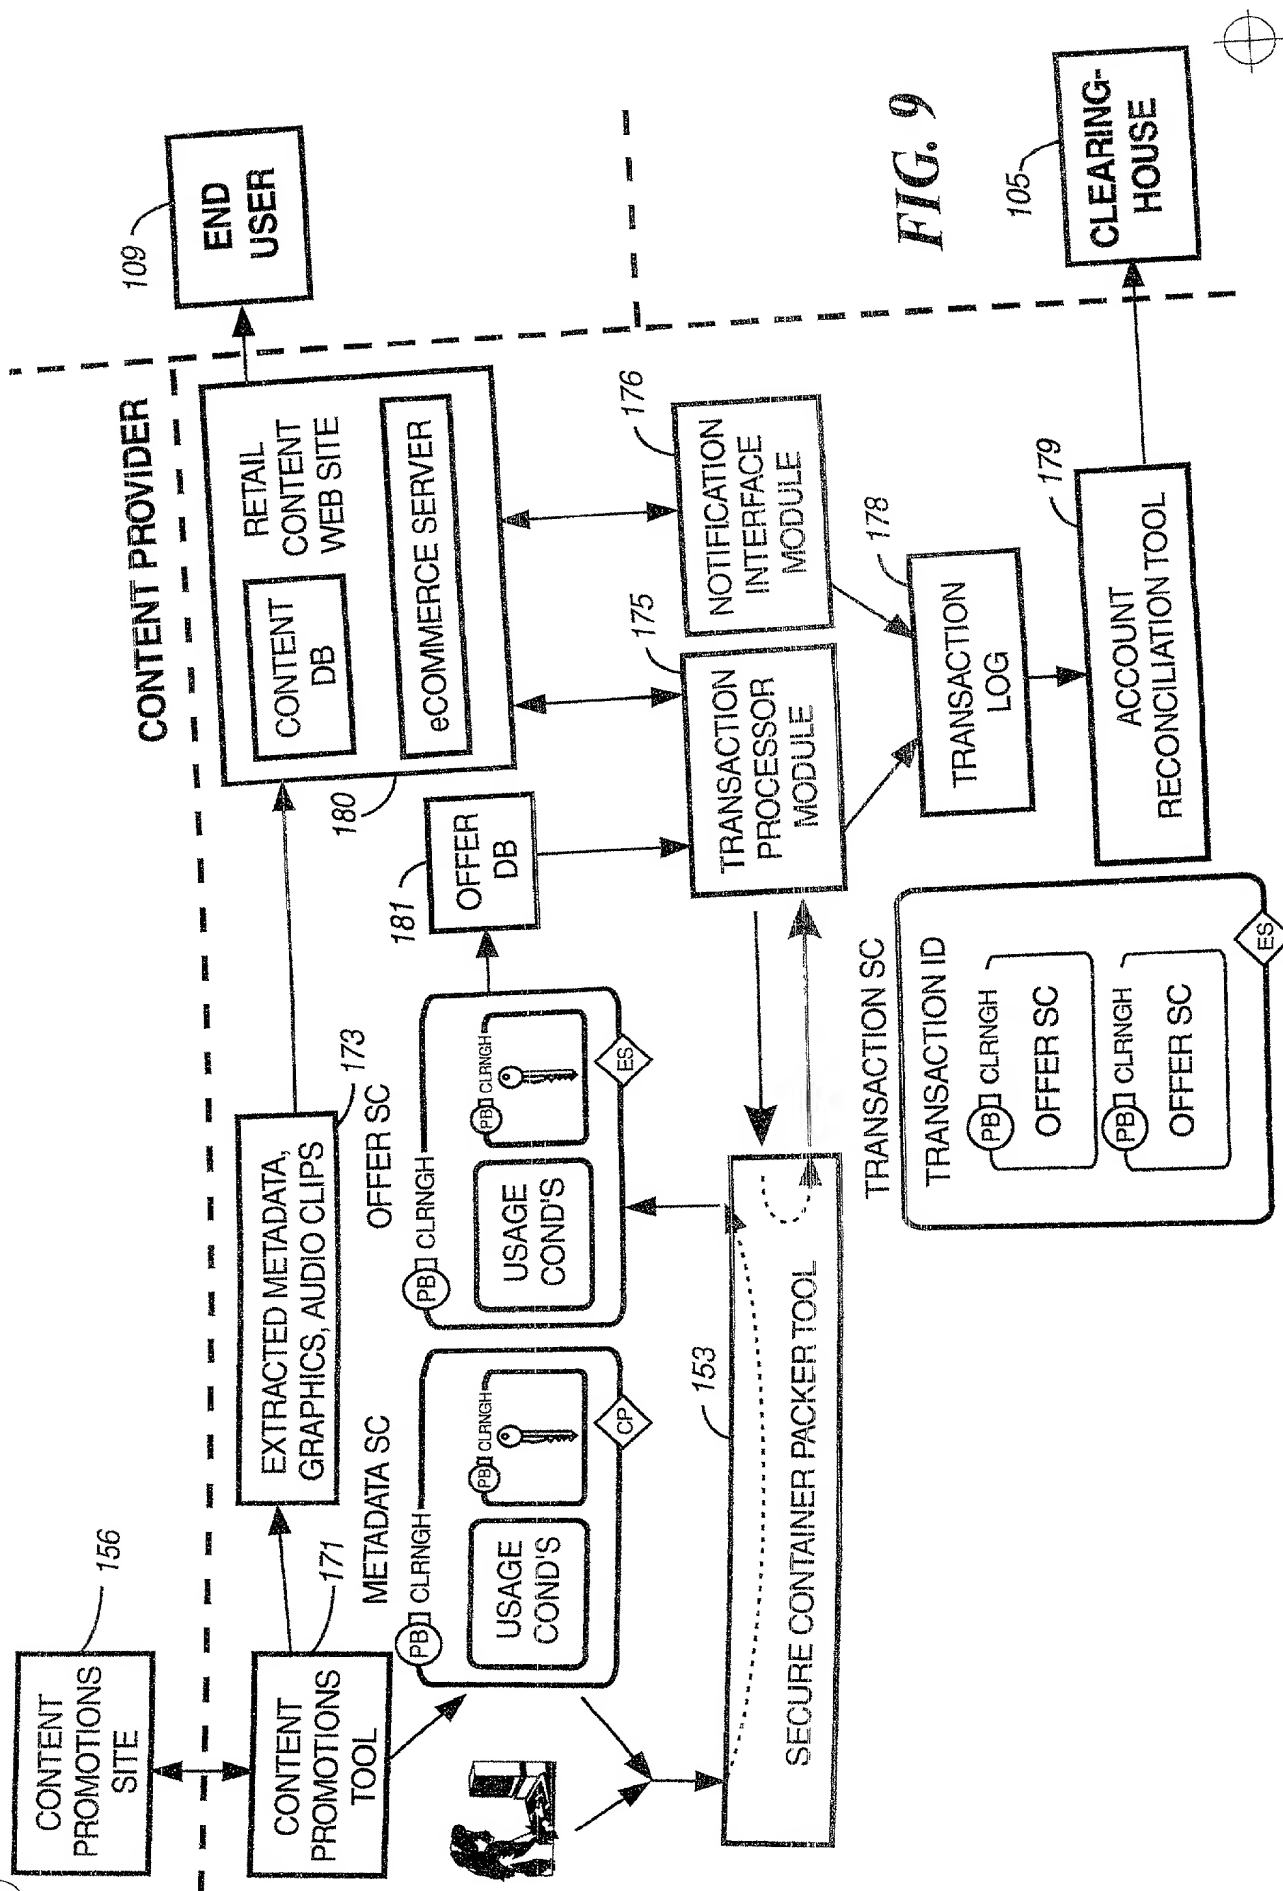 CONTENT
PROMOTIONS
SITE
156
CONTENT PROVIDER
CONTENT
PROMOTIONS
TOOL
171
EXTRACTED METADATA,
GRAPHICS, AUDIO CLIPS
173
RETAIL
CONTENT
WEB SITE
CONTENT
DB
eCOMMERCE SERVER
180
END
USER
109
METADATA SC
PB CLRNGH
USAGE
COND'S
PB CLRNGH
CP
OFFER SC
PB CLRNGH
USAGE
COND'S
PB CLRNGH
ES
OFFER
DB
181
SECURE CONTAINER PACKER TOOL
153
TRANSACTION
PROCESSOR
MODULE
175
NOTIFICATION
INTERFACE
MODULE
176
TRANSACTION
LOG
178
ACCOUNT
RECONCILIATION TOOL
179
TRANSACTION SC
TRANSACTION ID
PB CLRNGH
OFFER SC
PB CLRNGH
OFFER SC
ES
CLEARING-
HOUSE
105
FIG. 9